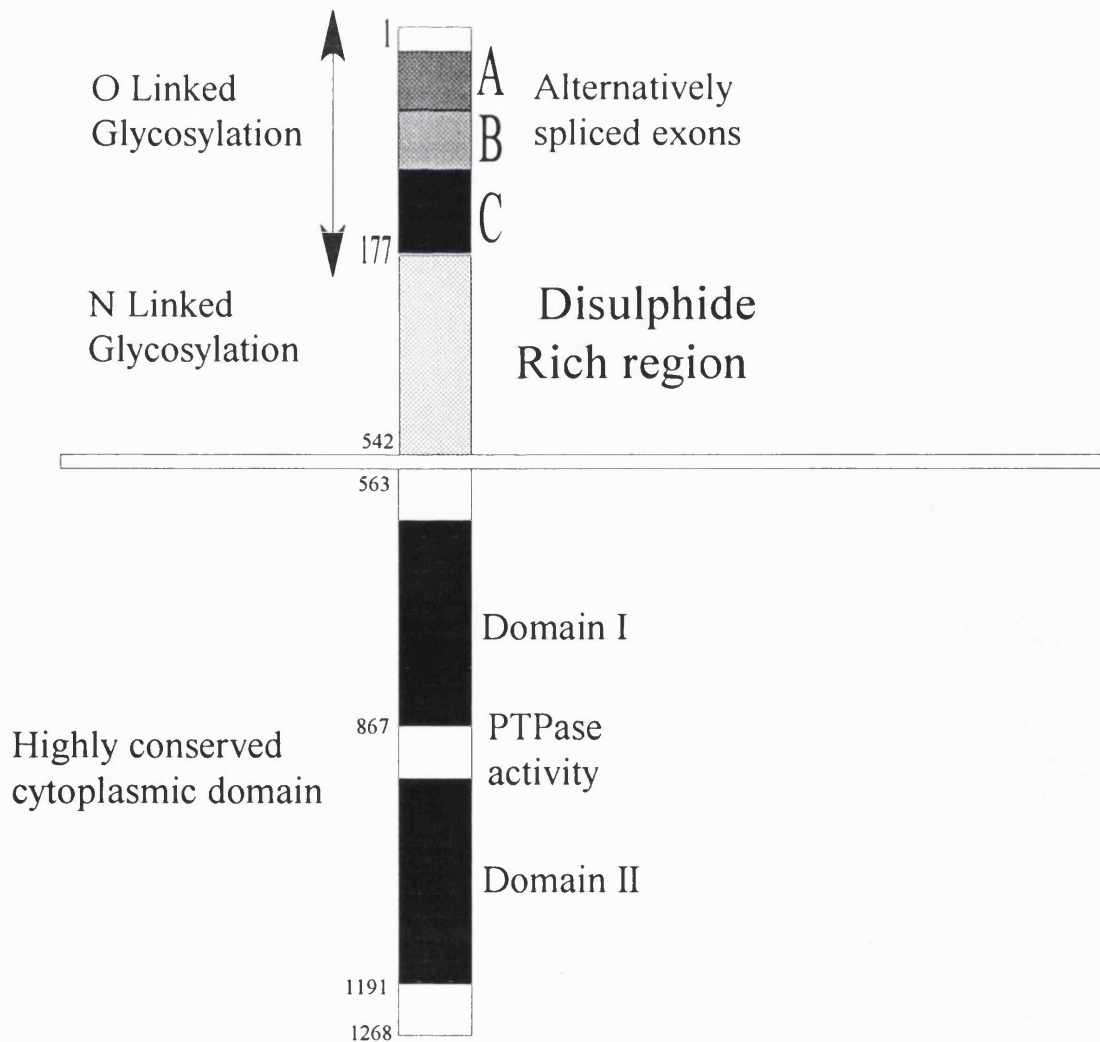 1
O Linked
Glycosylation
A
B
C
Alternatively
spliced exons
177
N Linked
Glycosylation
Disulphide
Rich region
542
563
Domain I
867
PTPase
activity
Highly conserved
cytoplasmic domain
Domain II
1191
1268